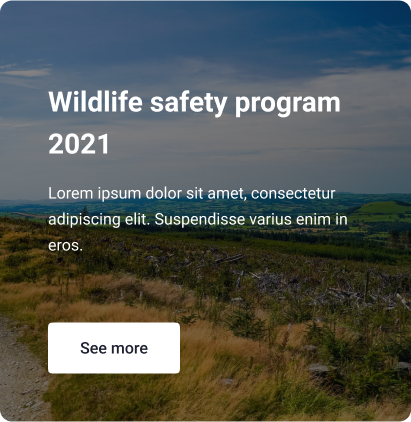 Wildlife safety program
2021
Lorem ipsum dolor sit amet, consectetur
adipiscing elit. Suspendisse varius enim in
eros.
See more